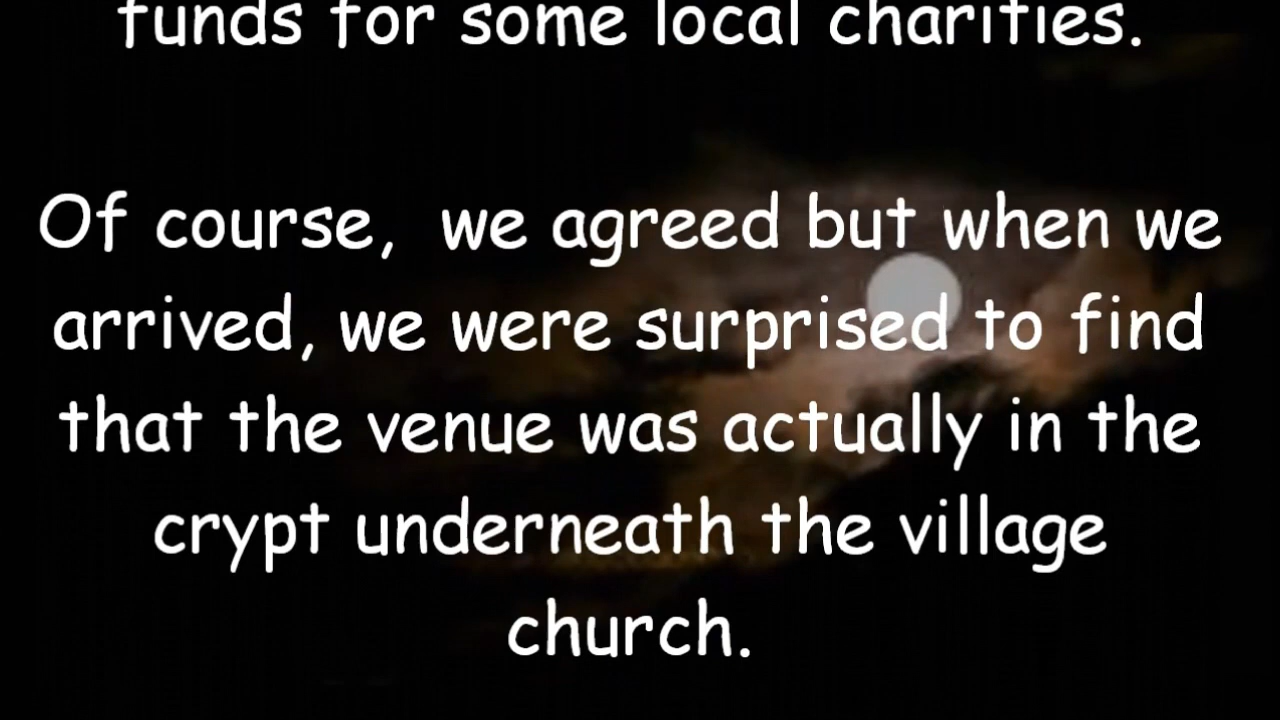 funds for some local charities.
Of course,  we agreed but when we
arrived, we were surprised to find
that the venue was actually in the
crypt underneath the village
church.